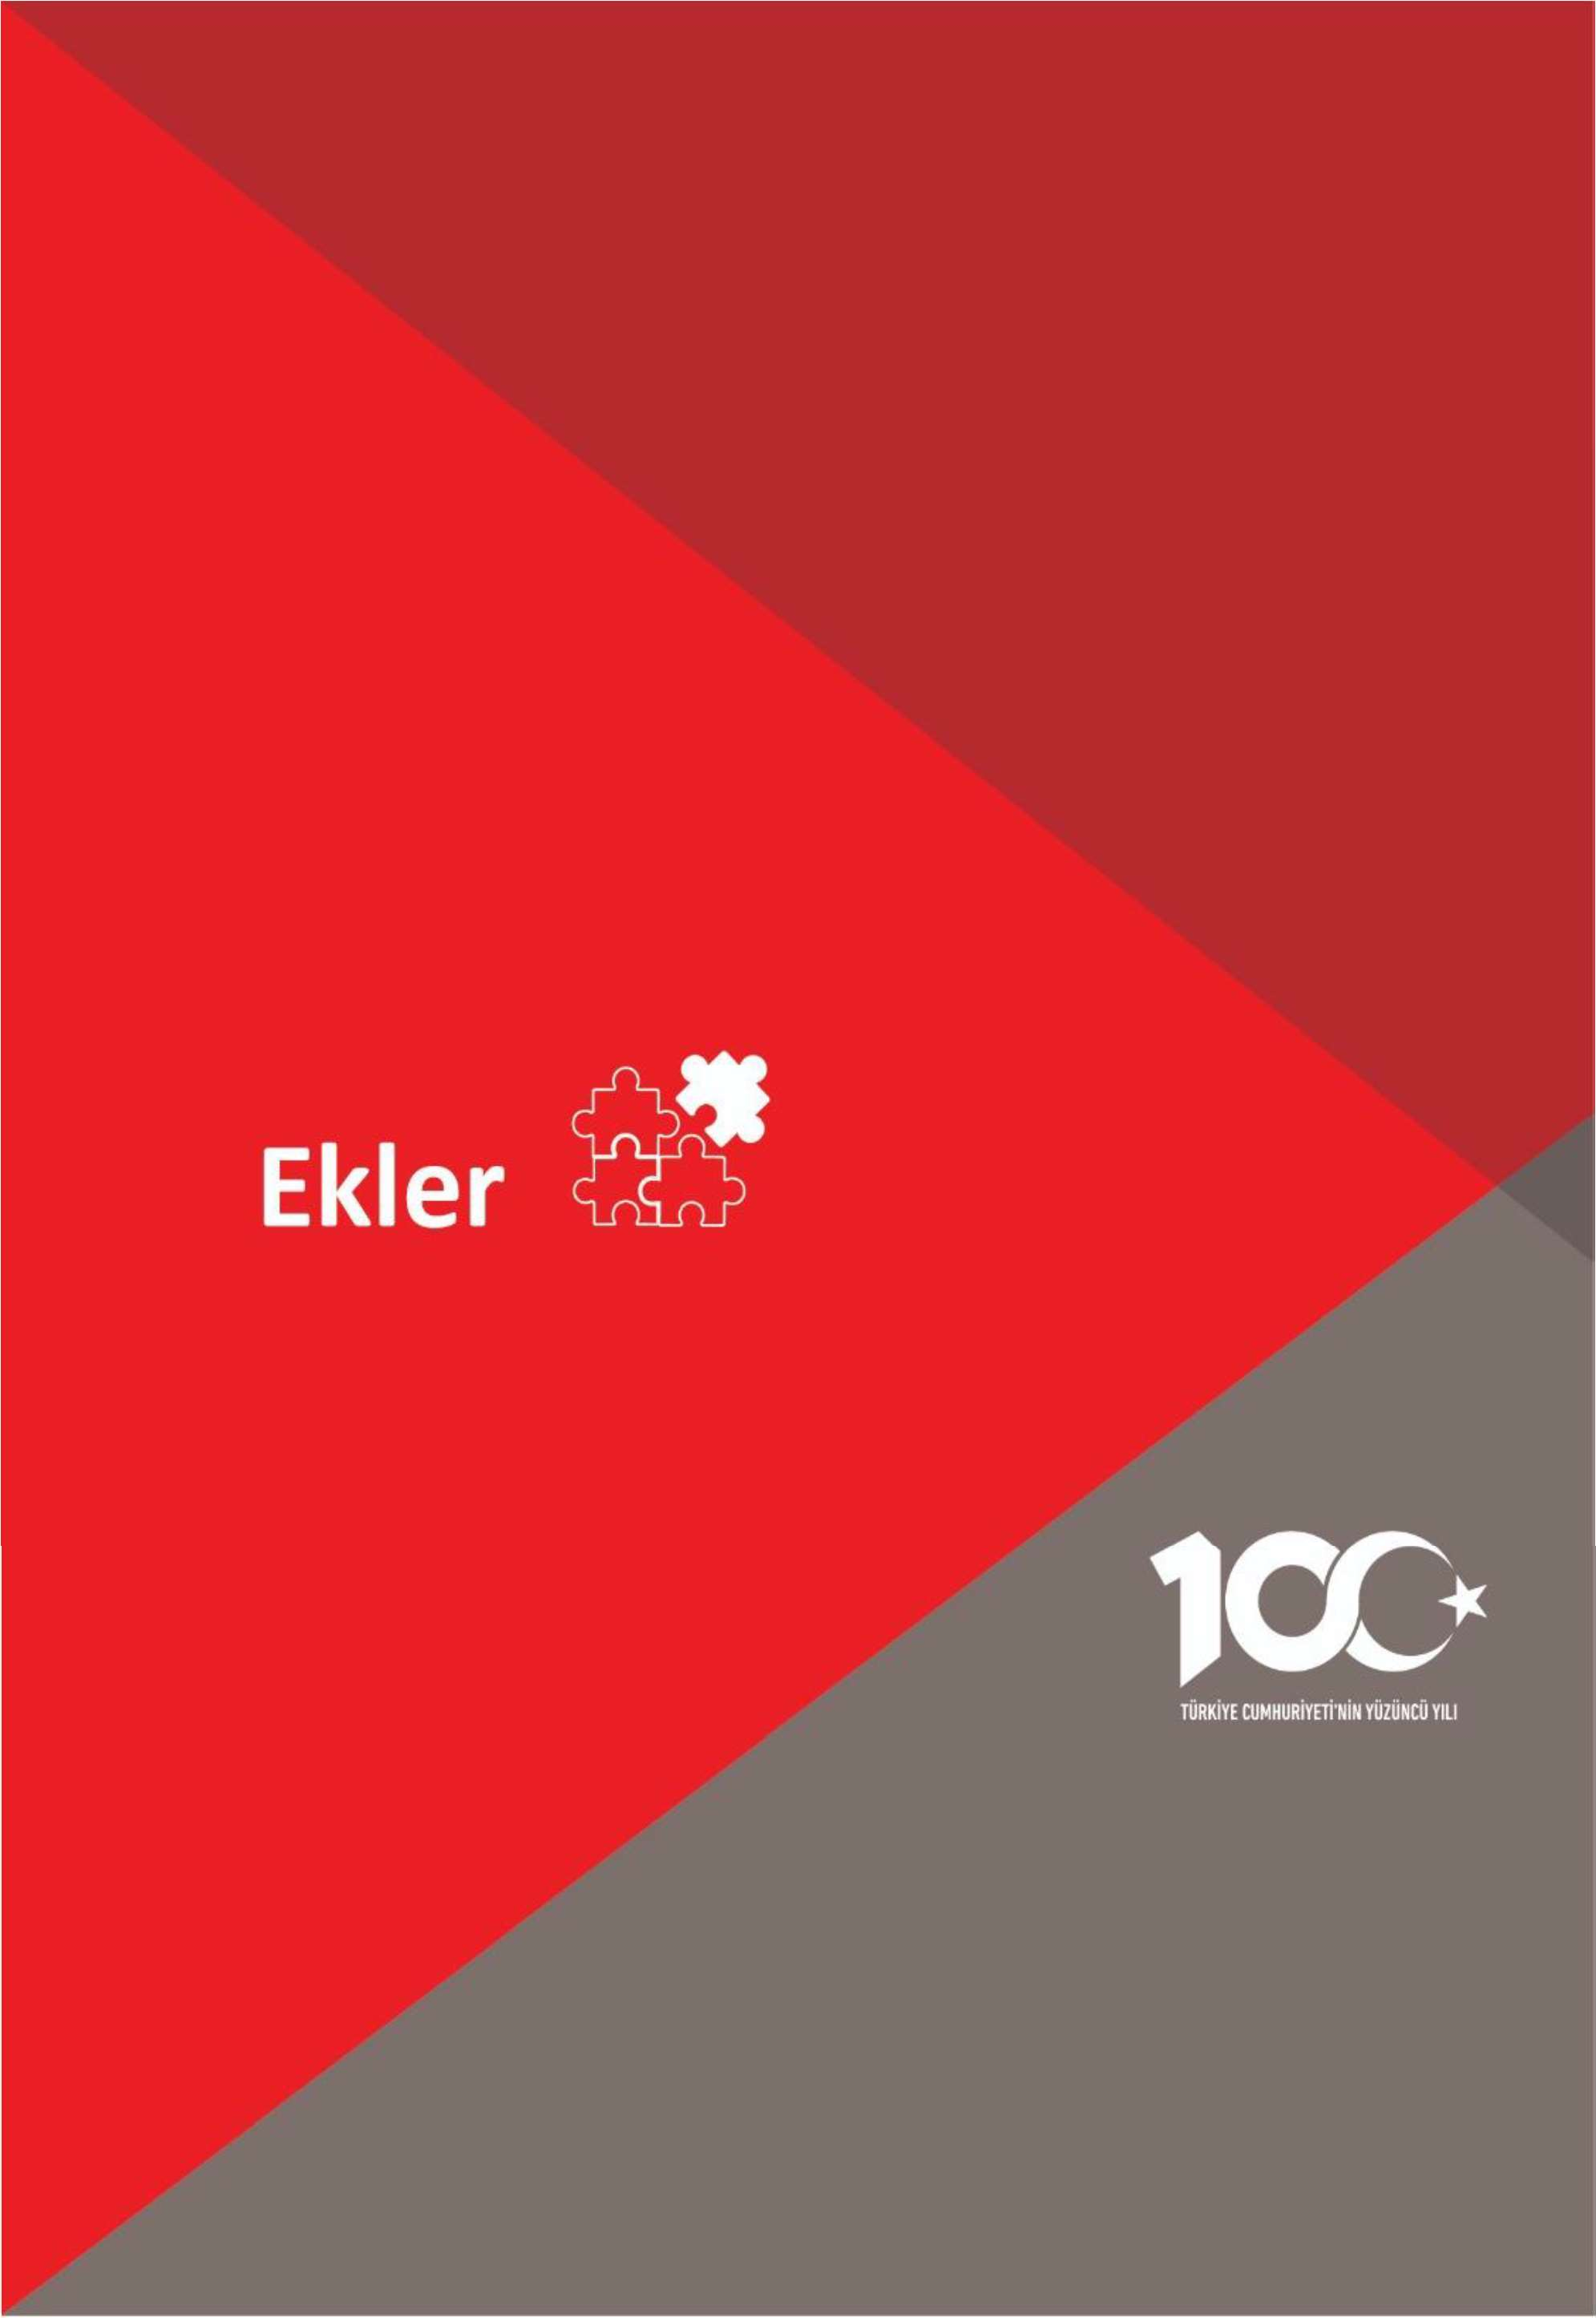 Ekler
100
TÜRKİYE CUMHURİYETİ'NİN YÜZÜNCÜ YILI